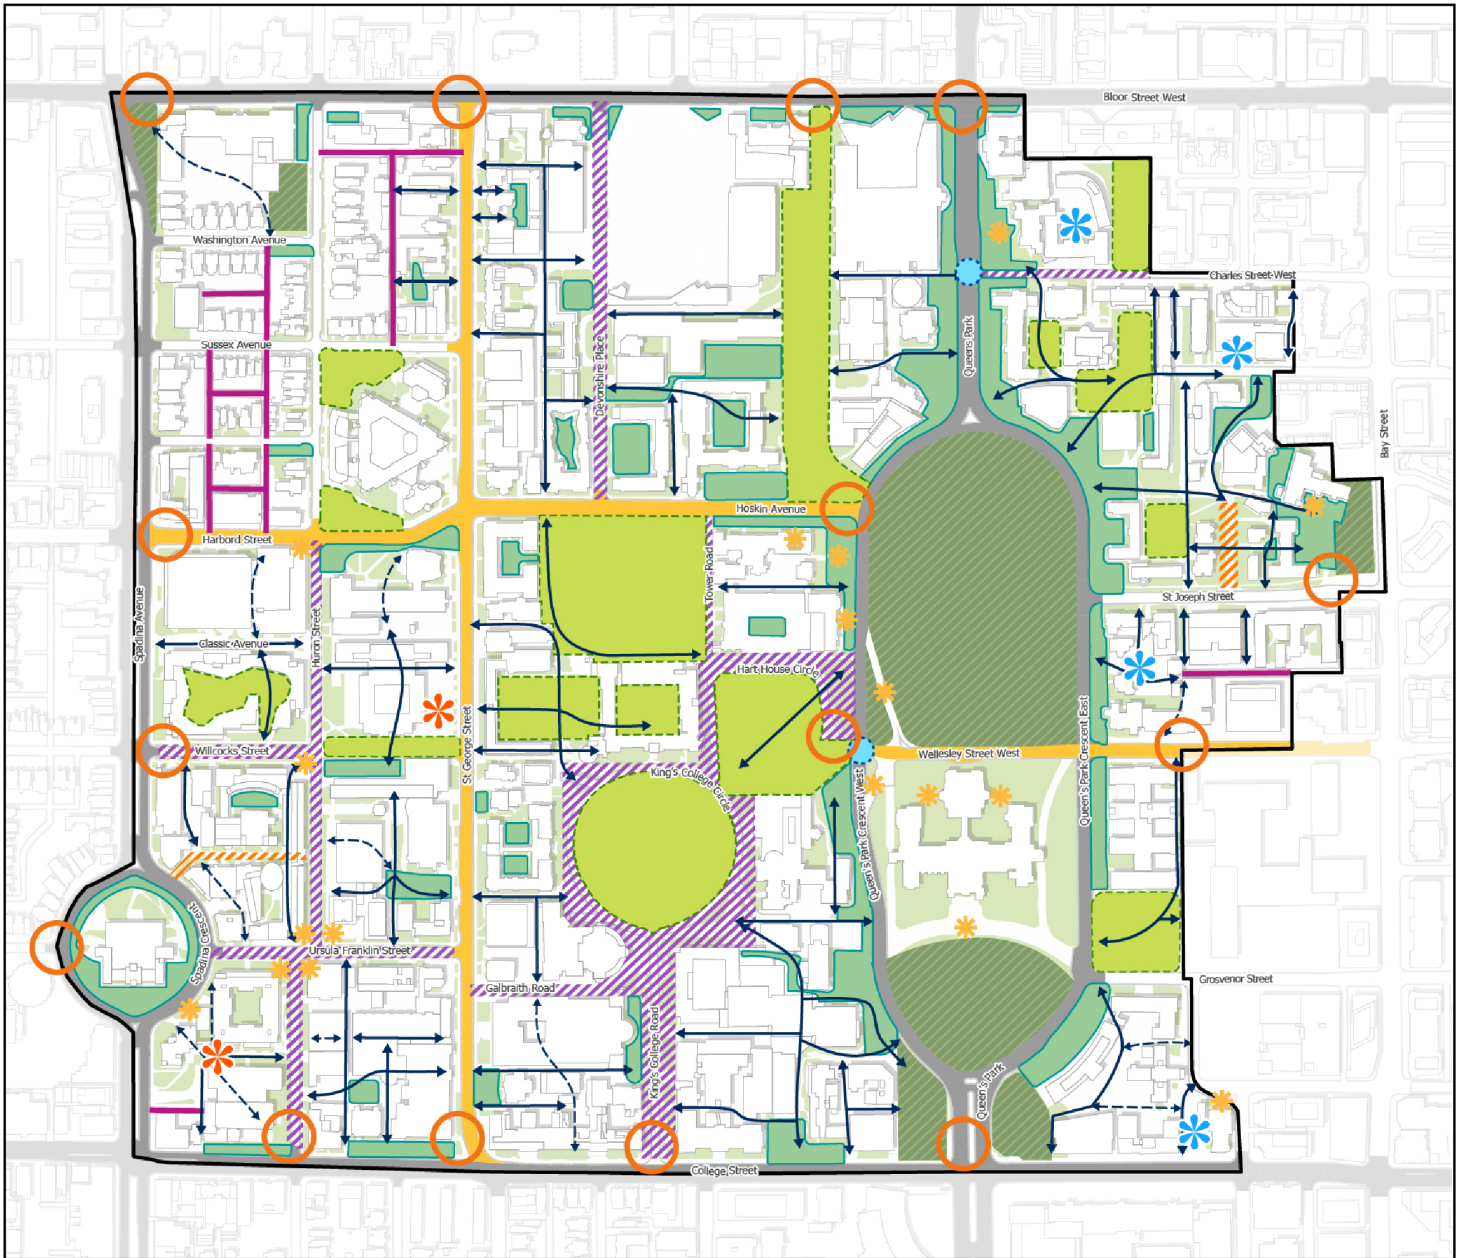 Bloor Street West
Washington Avenue
Charles Street West
Sussex Avenue
Devonshire Place
Queens Park
Bay Street
Hoskin Avenue
Harbord Street
Tower Road
St Joseph Street
Spadina Avenue
Huron Street
Classic Avenue
Hart House Circle
St George Street
Queen's Park Crescent East
Willcocks Street
Wellesley Street West
King's College Circle
Queen's Park Crescent West
Spadina Crescent
Ursula Franklin Street
Grosvenor Street
Galbraith Road
King's College Road
Queen's Park
College Street